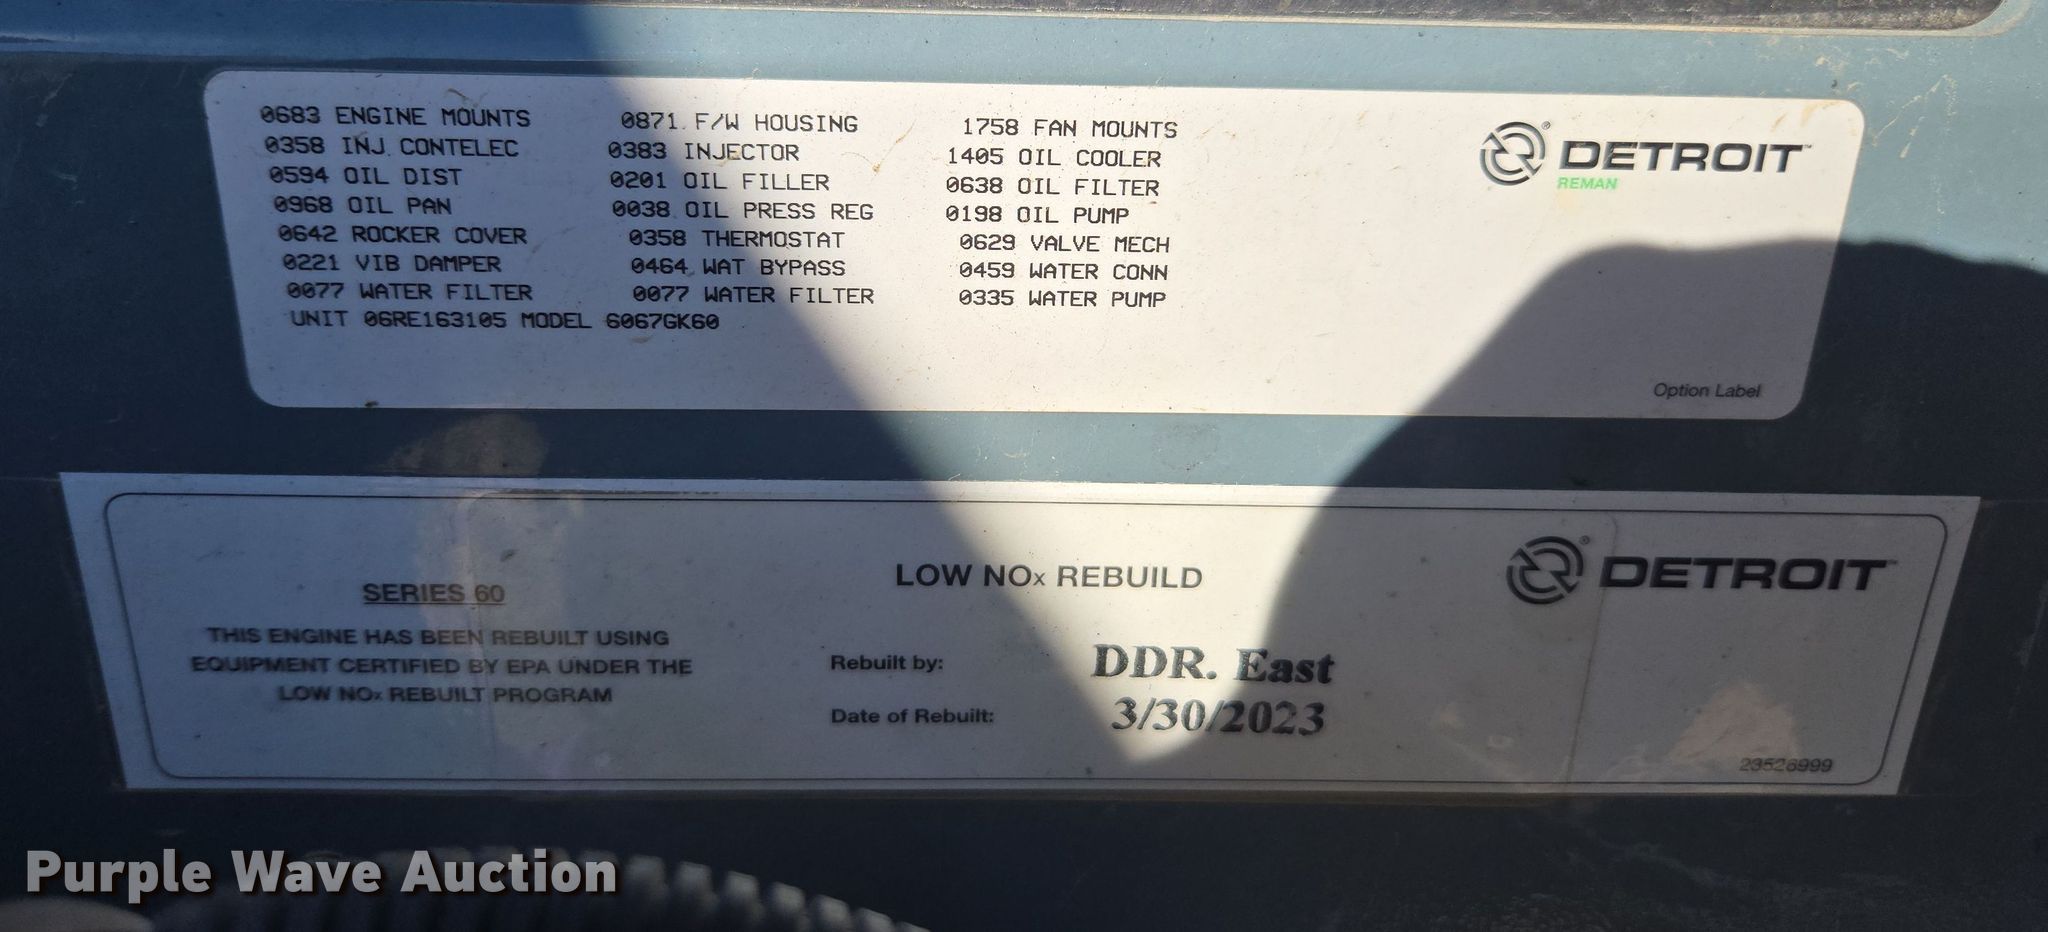 0683 ENGINE MOUNTS 0871 F/W HOUSING 1758 FAN MOUNTS
0358 INJ CONTELEC 0383 INJECTOR 1405 OIL COOLER
0594 OIL DIST 0201 OIL FILLER 0638 OIL FILTER
0968 OIL PAN 0038 OIL PRESS REG 0198 OIL PUMP
0642 ROCKER COVER 0358 THERMOSTAT 0629 VALVE MECH
0221 VIB DAMPER 0464 WAT BYPASS 0459 WATER CONN
0077 WATER FILTER 0077 WATER FILTER 0335 WATER PUMP
UNIT 06RE163105 MODEL 6067GK60
® DETROIT™
REMAN
Option Label
SERIES 60
THIS ENGINE HAS BEEN REBUILT USING
EQUIPMENT CERTIFIED BY EPA UNDER THE
LOW NOx REBUILT PROGRAM
LOW NOx REBUILD
Rebuilt by: DDR. East
Date of Rebuilt: 3/30/2023
® DETROIT™
23526999
Purple Wave Auction